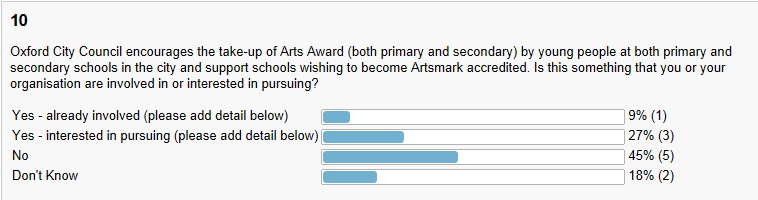 10
Oxford City Council encourages the take-up of Arts Award (both primary and secondary) by young people at both primary and
secondary schools in the city and support schools wishing to become Artsmark accredited. Is this something that you or your
organisation are involved in or interested in pursuing?
Yes - already involved (please add detail below) 9% (1)
Yes - interested in pursuing (please add detail below) 27% (3)
No 45% (5)
Don't Know 18% (2)